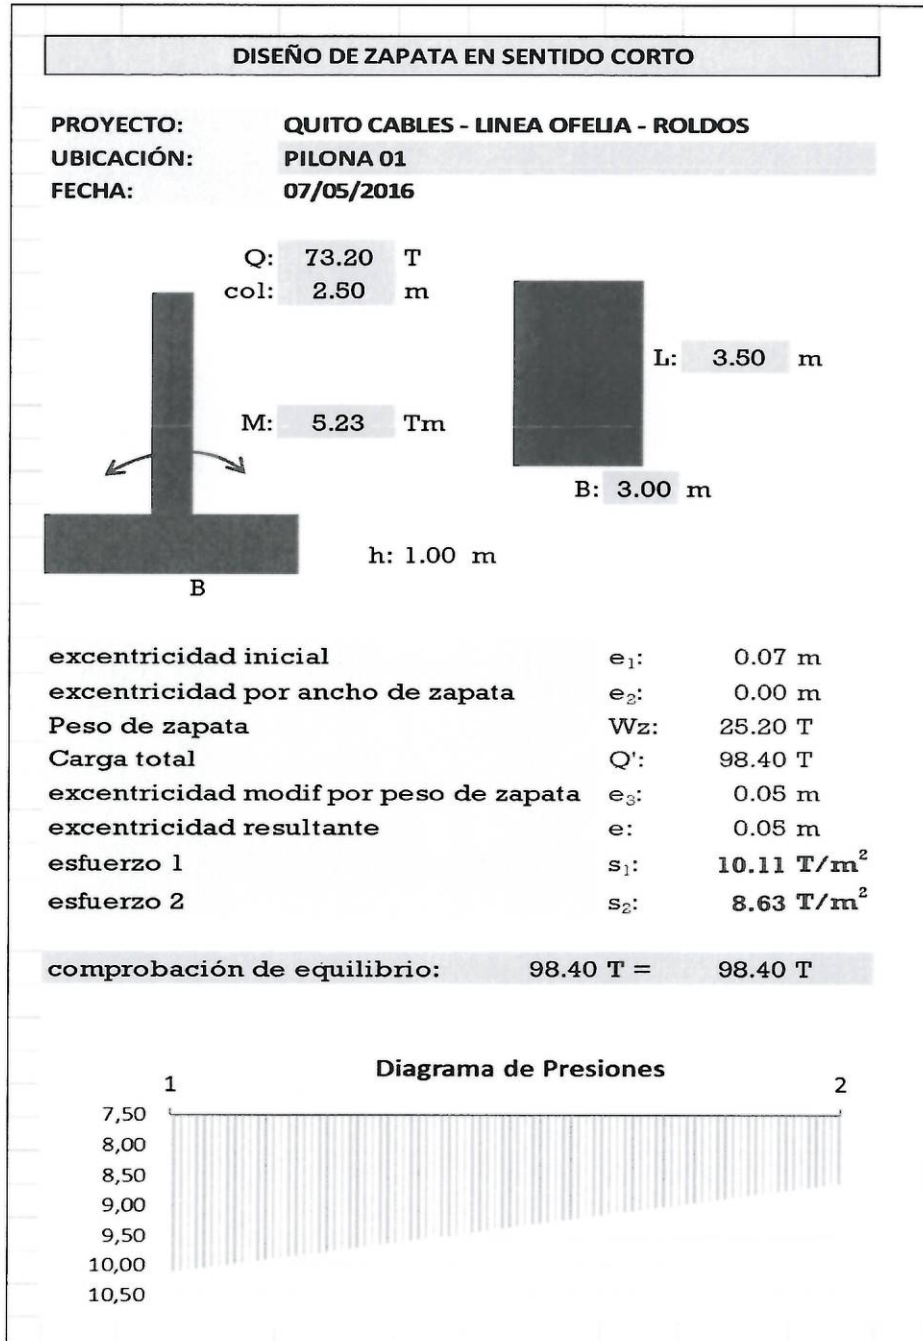 DISEÑO DE ZAPATA EN SENTIDO CORTO
PROYECTO: QUITO CABLES - LINEA OFELIA - ROLDOS
UBICACIÓN: PILONA 01
FECHA: 07/05/2016
Q: 73.20 T
col: 2.50 m
L: 3.50 m
M: 5.23 Tm
B: 3.00 m
h: 1.00 m
B
excentricidad inicial e₁: 0.07 m
excentricidad por ancho de zapata e₂: 0.00 m
Peso de zapata Wz: 25.20 T
Carga total Q': 98.40 T
excentricidad modif por peso de zapata e₃: 0.05 m
excentricidad resultante e: 0.05 m
esfuerzo 1 s₁: 10.11 T/m²
esfuerzo 2 s₂: 8.63 T/m²
comprobación de equilibrio: 98.40 T = 98.40 T
Diagrama de Presiones
1 2
7,50
8,00
8,50
9,00
9,50
10,00
10,50